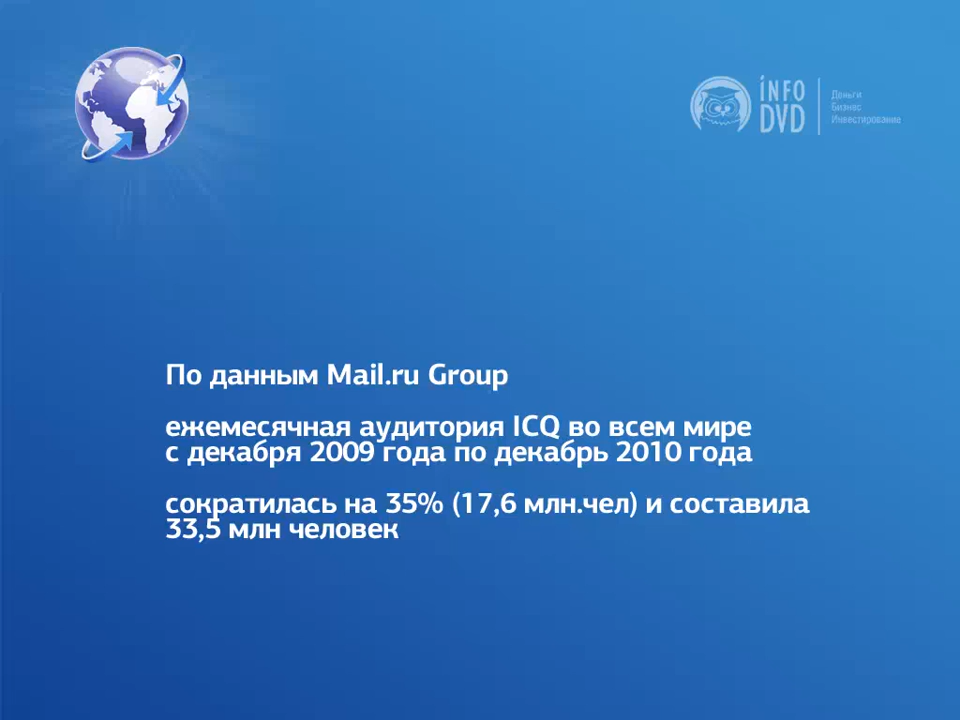 iNFO
DVD
Деньги
Бизнес
Инвестирование
По данным Mail.ru Group
ежемесячная аудитория ICQ во всем мире
с декабря 2009 года по декабрь 2010 года
сократилась на 35% (17,6 млн.чел) и составила
33,5 млн человек